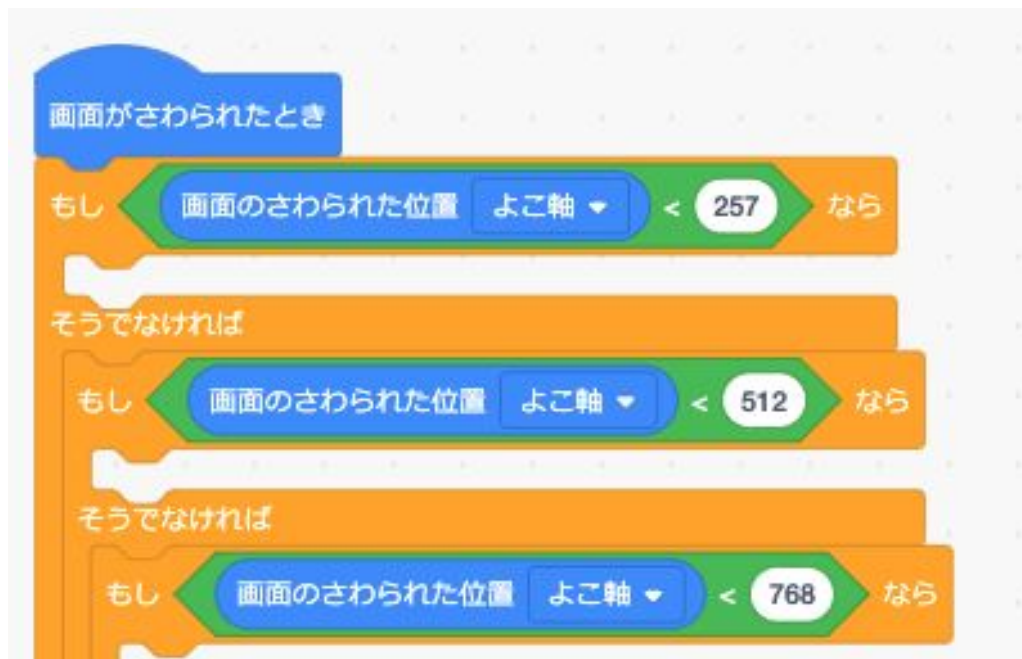 画面がさわられたとき
もし 画面のさわられた位置 よこ軸 < 257 なら
そうでなければ
もし 画面のさわられた位置 よこ軸 < 512 なら
そうでなければ
もし 画面のさわられた位置 よこ軸 < 768 なら